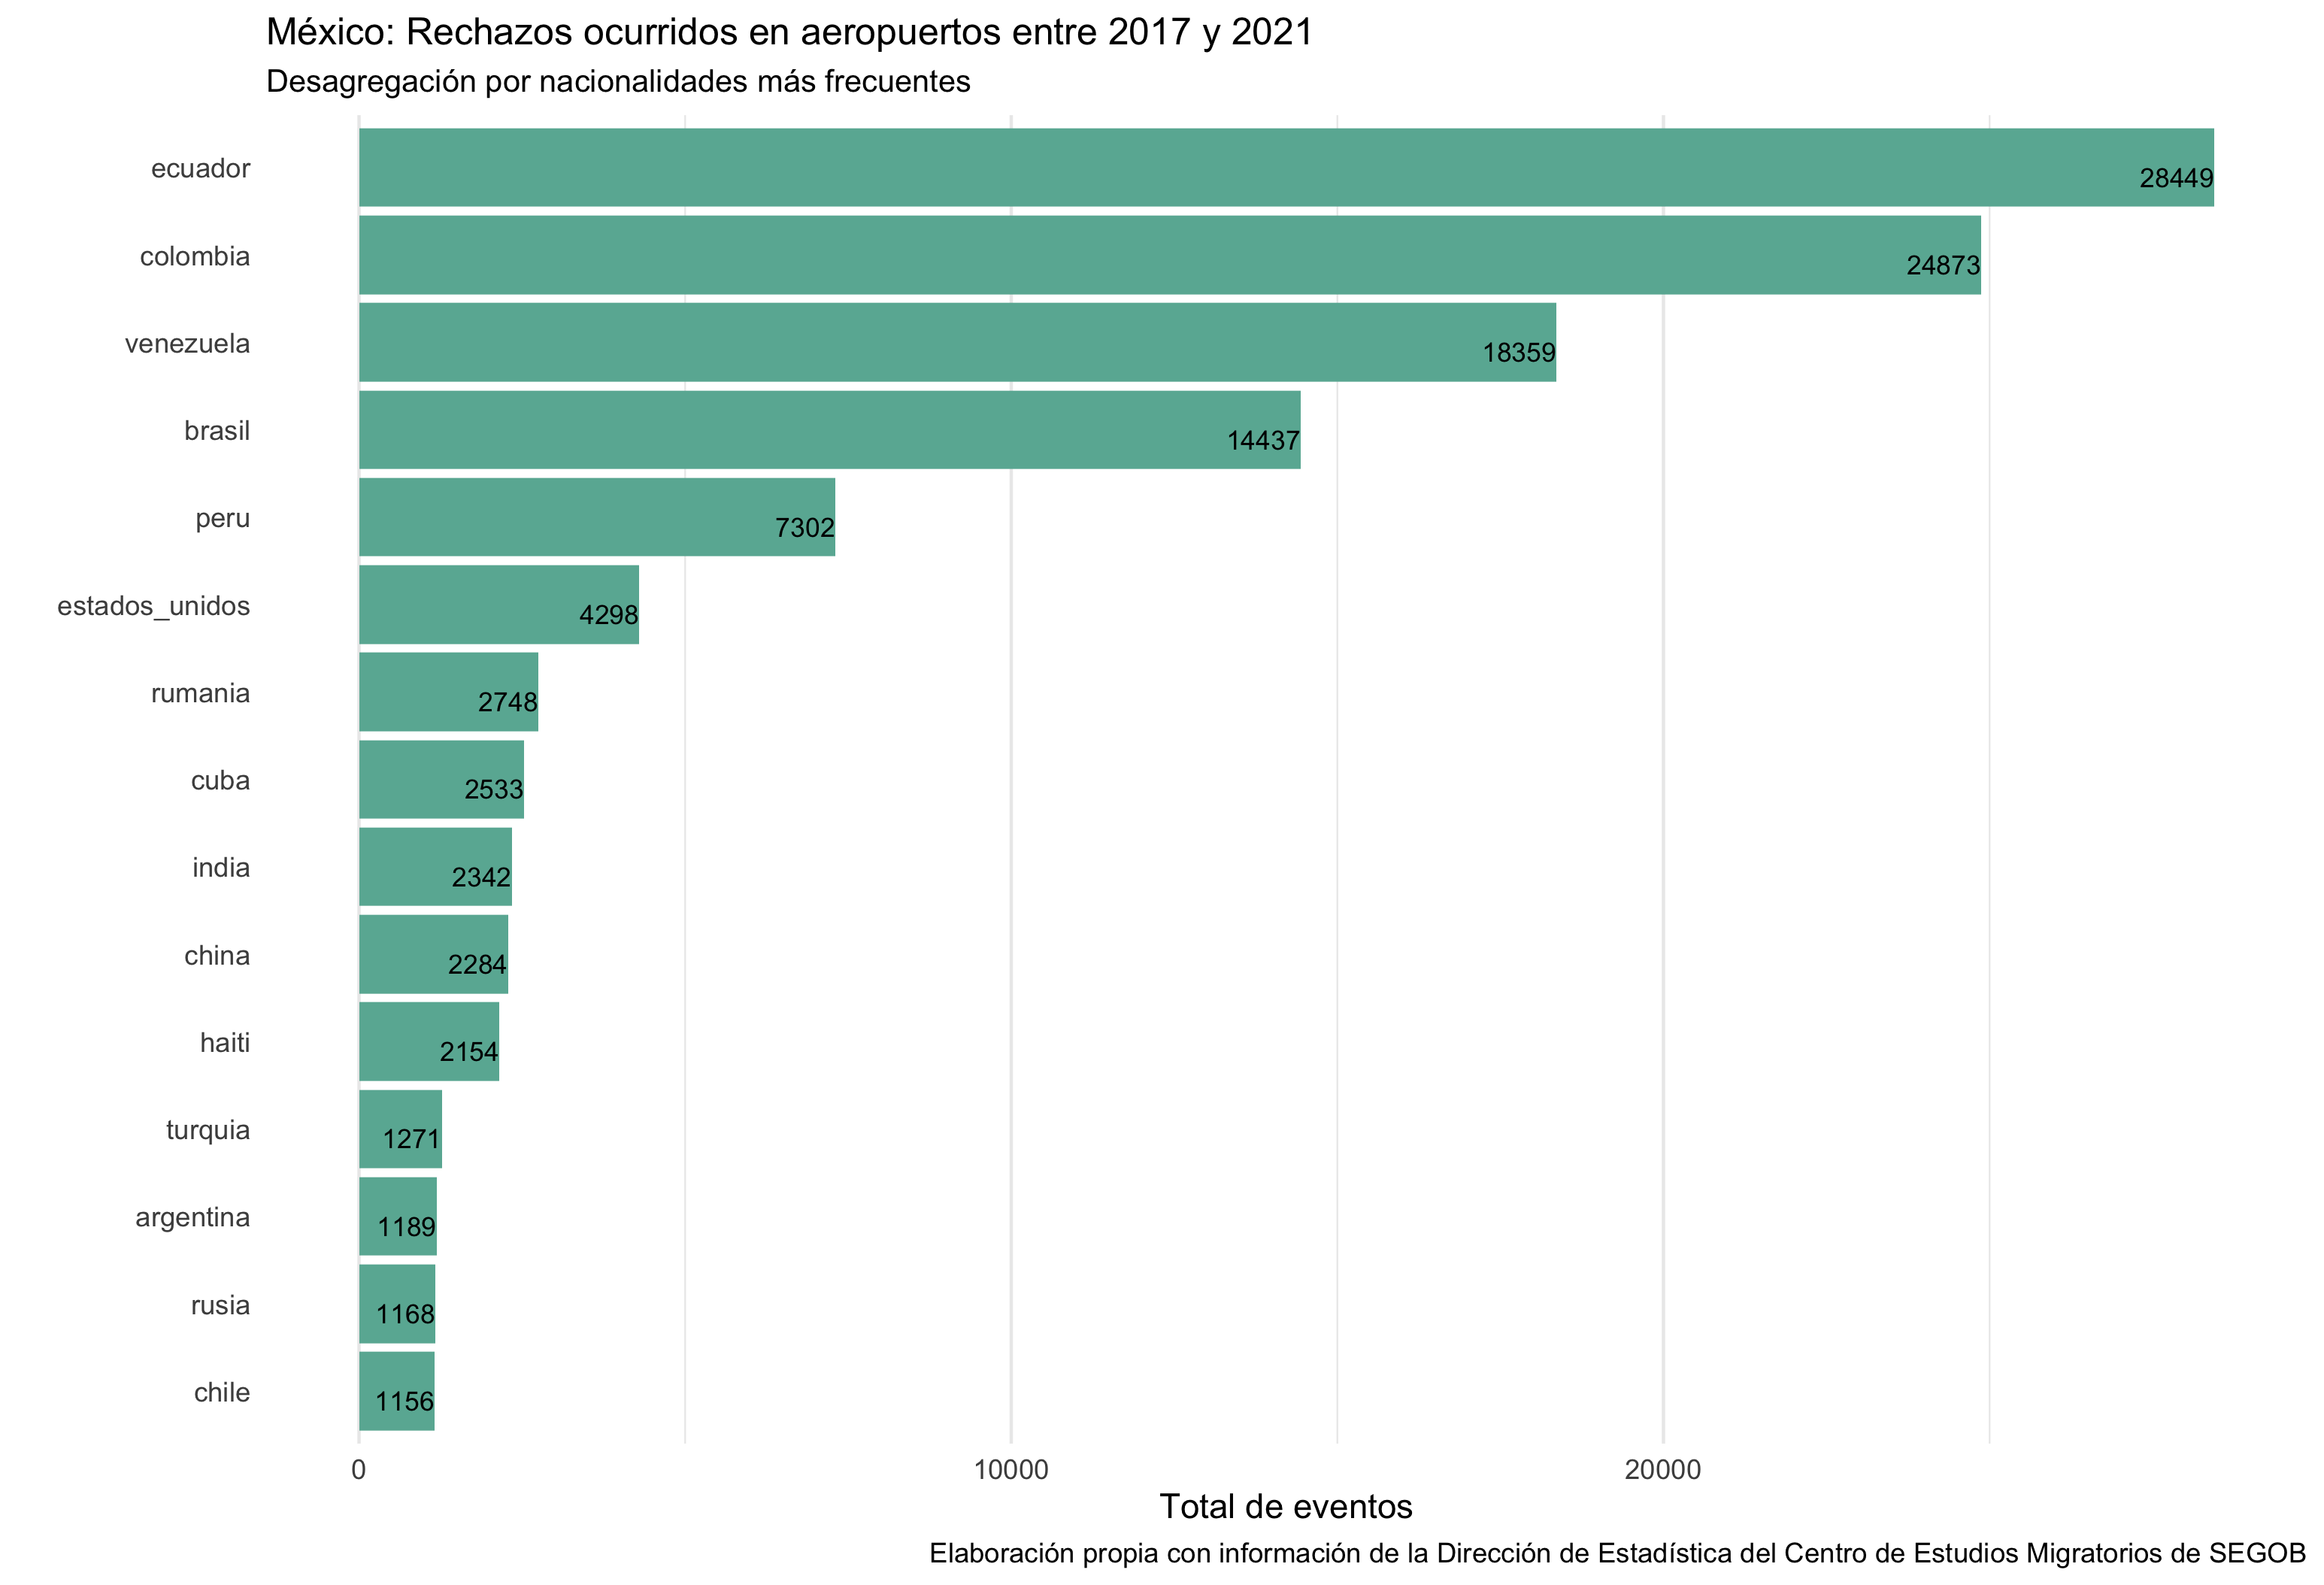 México: Rechazos ocurridos en aeropuertos entre 2017 y 2021
Desagregación por nacionalidades más frecuentes
ecuador 28449
colombia 24873
venezuela 18359
brasil 14437
peru 7302
estados_unidos 4298
rumania 2748
cuba 2533
india 2342
china 2284
haiti 2154
turquia 1271
argentina 1189
rusia 1168
chile 1156
0 10000 20000
Total de eventos
Elaboración propia con información de la Dirección de Estadística del Centro de Estudios Migratorios de SEGOB